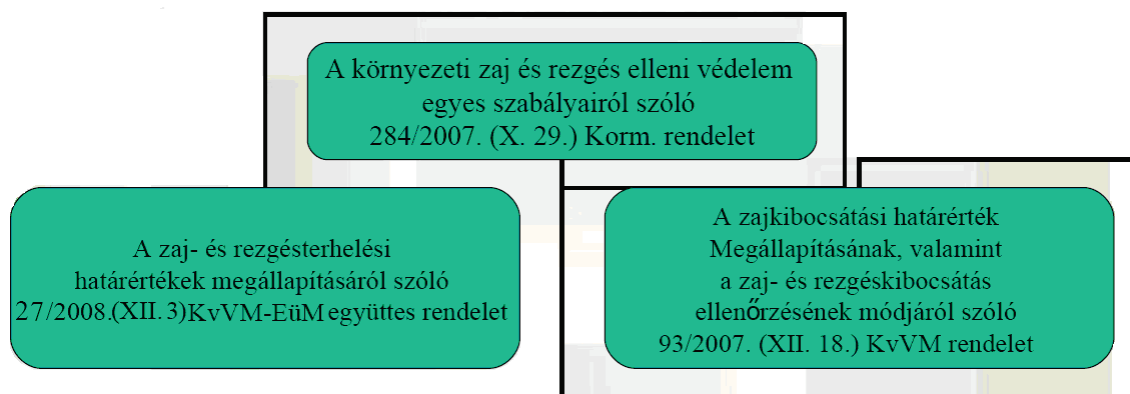 A környezeti zaj és rezgés elleni védelem
egyes szabályairól szóló
284/2007. (X. 29.) Korm. rendelet
A zaj- és rezgésterhelési
határértékek megállapításáról szóló
27/2008.(XII. 3)KvVM-EüM együttes rendelet
A zajkibocsátási határérték
Megállapításának, valamint
a zaj- és rezgéskibocsátás
ellenőrzésének módjáról szóló
93/2007. (XII. 18.) KvVM rendelet